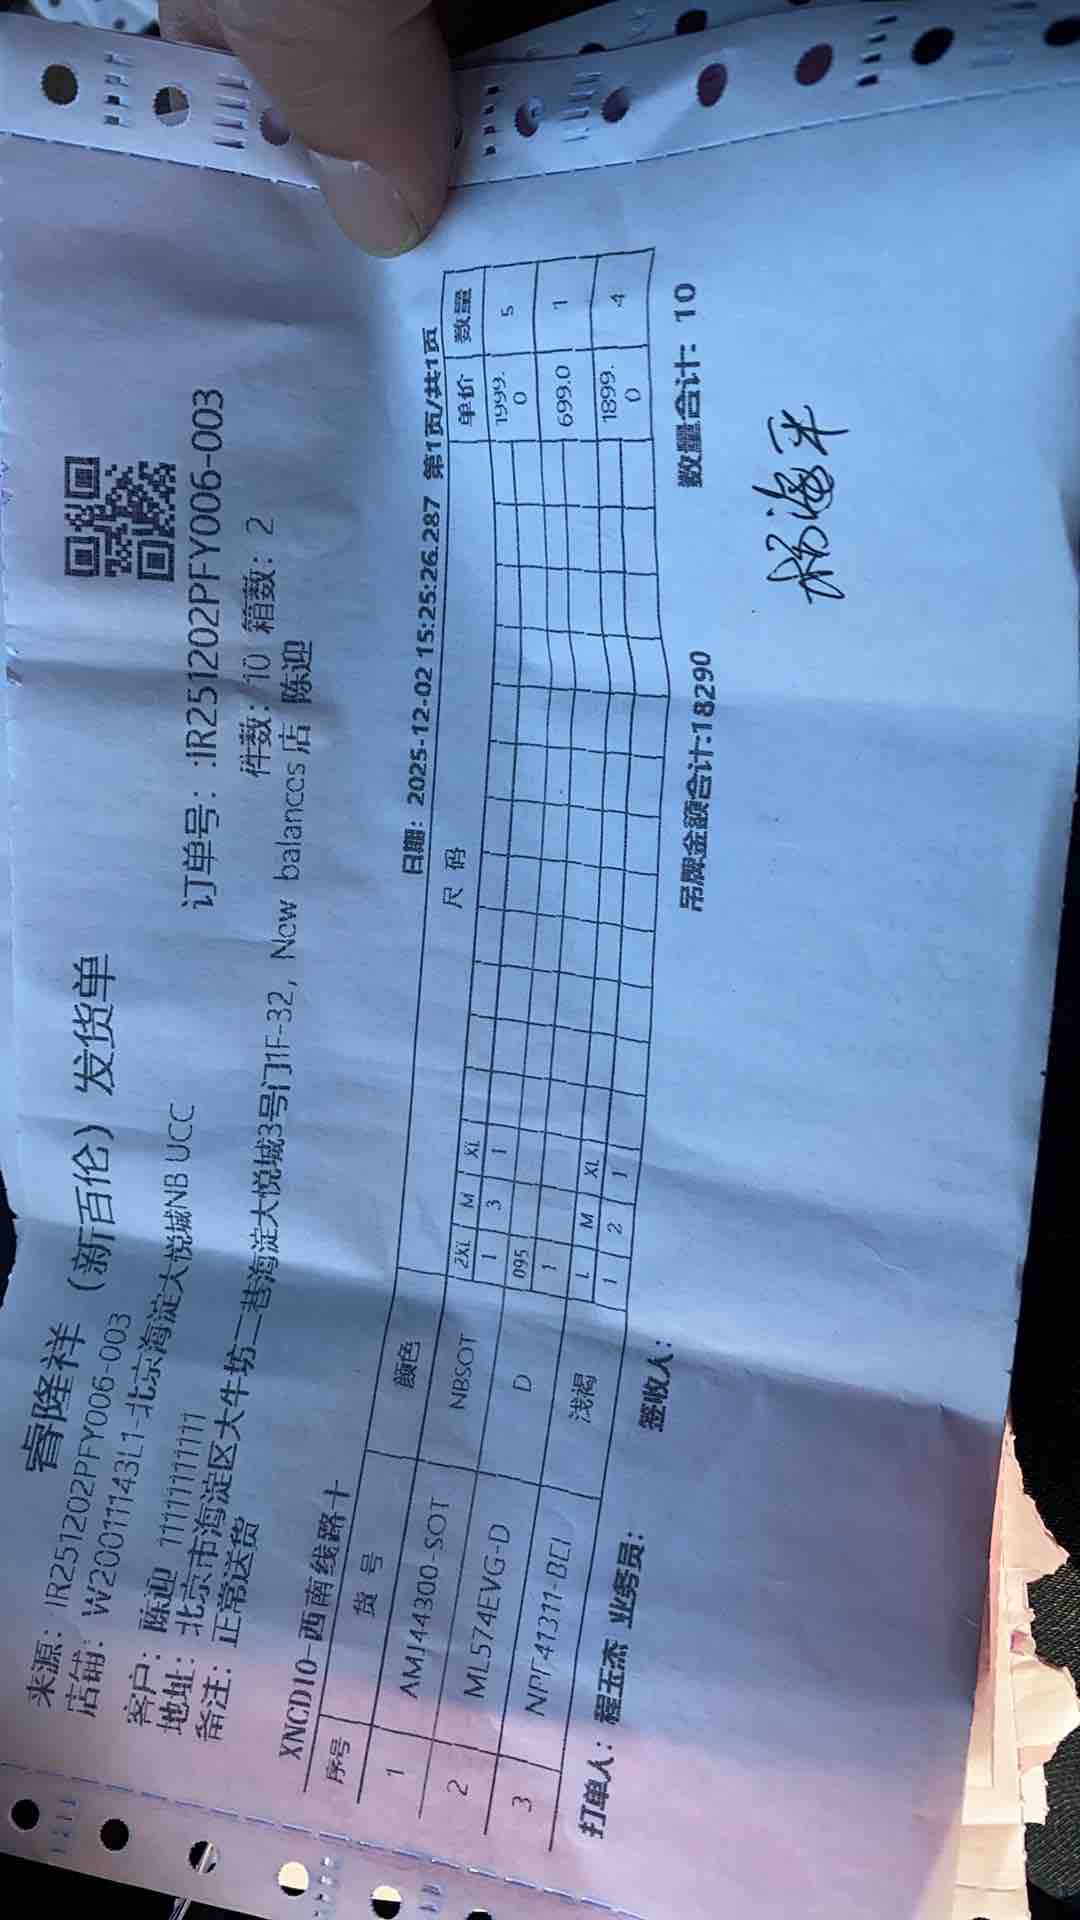 睿隆祥（新百伦）发货单
来源：IR251202PFY006-003
订单号：:IR251202PFY006-003
店铺：W20011143L1-北京海淀大悦城NB UCC
件数：10 箱数：2
客户：陈迎 11111111111
地址：北京市海淀区大牛坊二巷海淀大悦城3号门1F-32，New balances店 陈迎
备注：正常送货
XNCD10-西南线路十
日期：2025-12-02 15:25:26.287 第1页/共1页
序号 货号 颜色 尺码 单价 数量
2XL M XL
1 AMJ44300-SOT NBSOT 1 3 1 1999.0 5
095
2 ML574EVG-D D 1 699.0 1
L M XL
3 NPF41311-BEI 浅褐 1 2 1 1899.0 4
打单人：程玉杰 业务员： 签收人： 吊牌金额合计:18290 数量合计：10